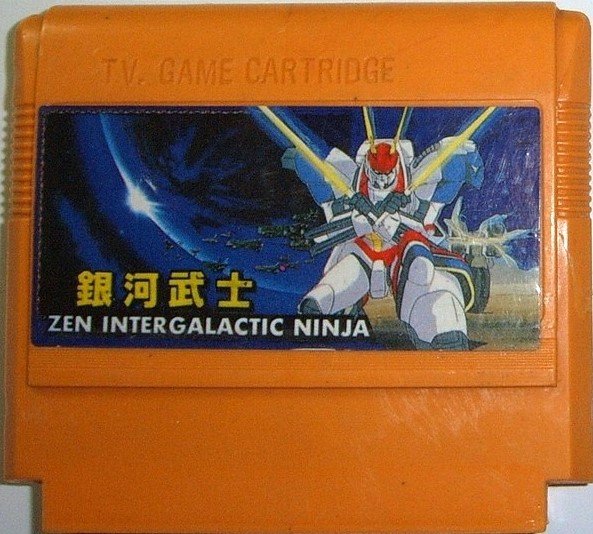 T.V. GAME CARTRIDGE
銀河武士
ZEN INTERGALACTIC NINJA